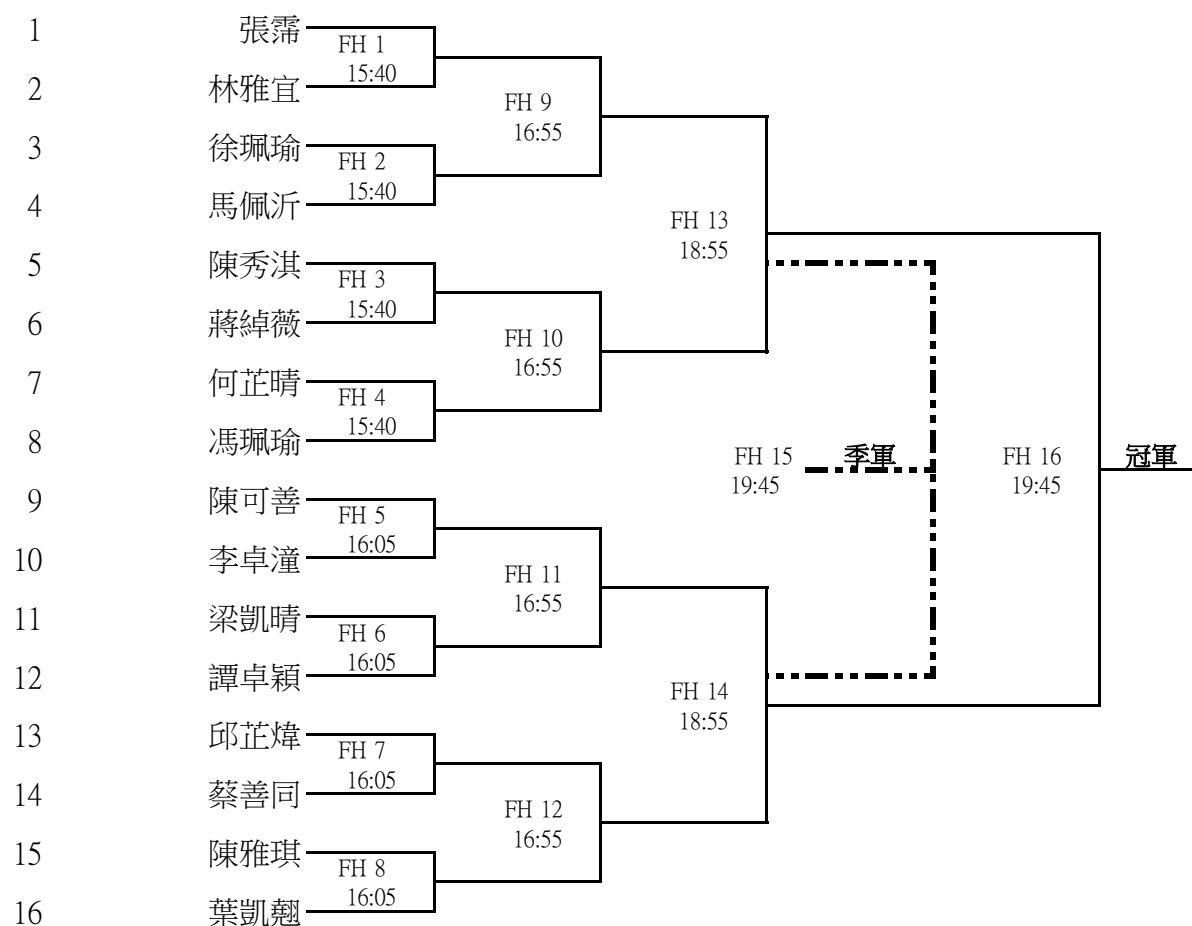 1 張霈
FH 1
15:40
2 林雅宜
FH 9
16:55
3 徐珮瑜
FH 2
15:40
4 馬佩沂
FH 13
18:55
5 陳秀淇
FH 3
15:40
6 蔣綽薇
FH 10
16:55
7 何芷晴
FH 4
15:40
8 馮珮瑜
FH 15 季軍
19:45
FH 16 冠軍
19:45
9 陳可善
FH 5
16:05
10 李卓潼
FH 11
16:55
11 梁凱晴
FH 6
16:05
12 譚卓穎
FH 14
18:55
13 邱芷煒
FH 7
16:05
14 蔡善同
FH 12
16:55
15 陳雅琪
FH 8
16:05
16 葉凱翹